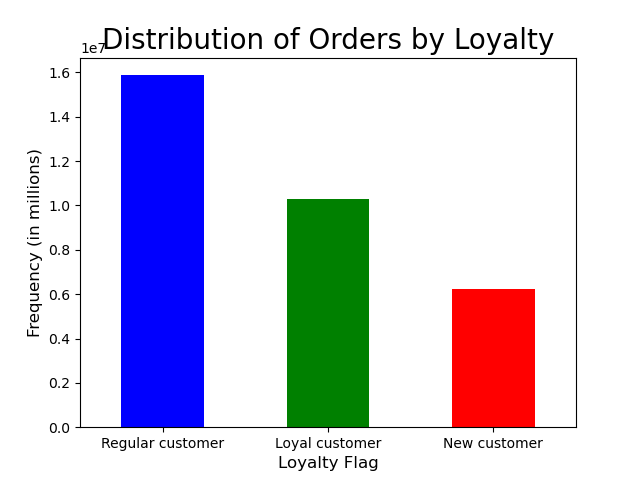 Distribution of Orders by Loyalty
1e7
1.6
1.4
1.2
1.0
0.8
0.6
0.4
0.2
0.0
Frequency (in millions)
Regular customer Loyal customer New customer
Loyalty Flag